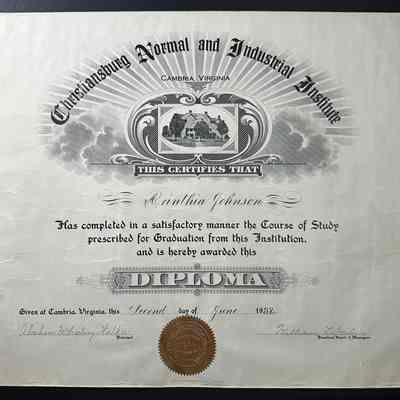 Christiansburg Normal and Industrial Institute
CAMBRIA, VIRGINIA
THIS CERTIFIES THAT
Johnson
Has completed in a satisfactory manner the Course of Study
prescribed for Graduation from this Institution,
and is hereby awarded this
DIPLOMA
Given at Cambria, Virginia, this Second day of June
Principal